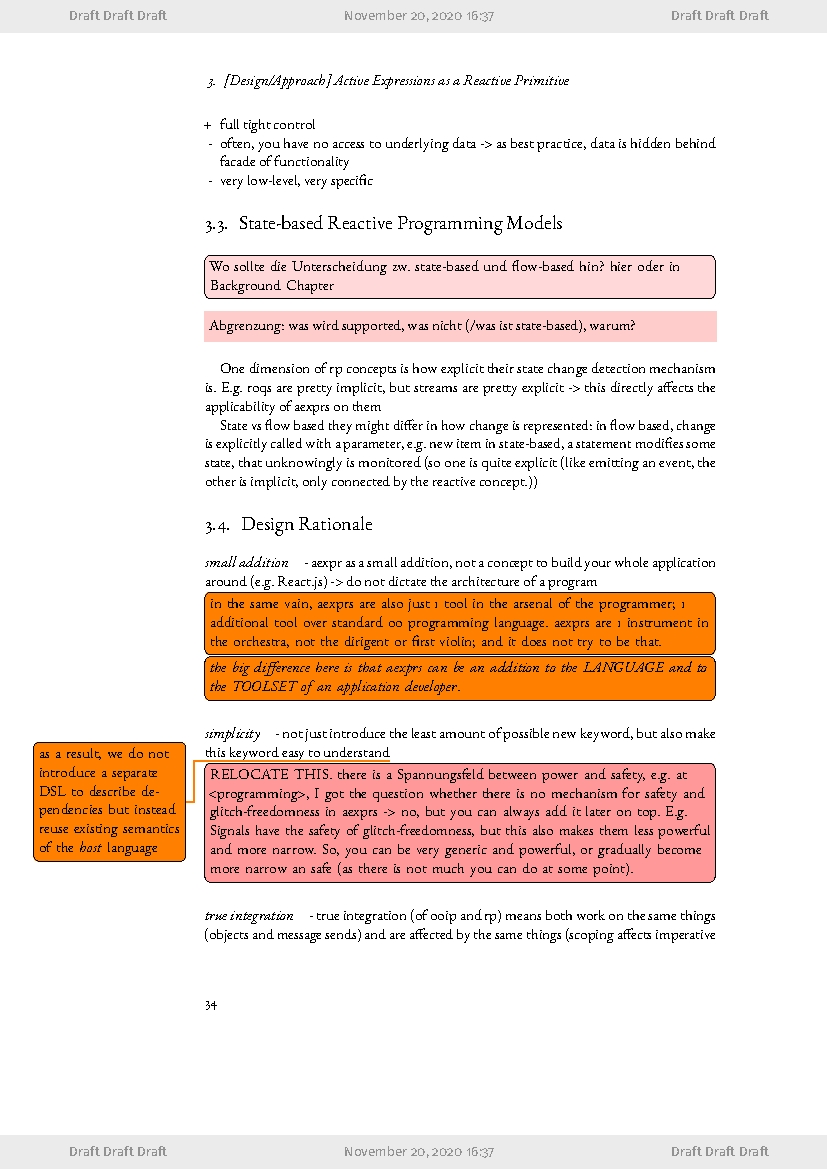 Draft Draft Draft November 20, 2020 16:37 Draft Draft Draft
3. [Design/Approach] Active Expressions as a Reactive Primitive
+ full tight control
- often, you have no access to underlying data -> as best practice, data is hidden behind
facade of functionality
- very low-level, very specific
3.3. State-based Reactive Programming Models
Wo sollte die Unterscheidung zw. state-based und flow-based hin? hier oder in
Background Chapter
Abgrenzung: was wird supported, was nicht (/was ist state-based), warum?
One dimension of rp concepts is how explicit their state change detection mechanism
is. E.g. roqs are pretty implicit, but streams are pretty explicit -> this directly affects the
applicability of aexprs on them
State vs flow based they might differ in how change is represented: in flow based, change
is explicitly called with a parameter, e.g. new item in state-based, a statement modifies some
state, that unknowingly is monitored (so one is quite explicit (like emitting an event, the
other is implicit, only connected by the reactive concept.))
3.4. Design Rationale
small addition - aexpr as a small addition, not a concept to build your whole application
around (e.g. React.js) -> do not dictate the architecture of a program
in the same vain, aexprs are also just 1 tool in the arsenal of the programmer; 1
additional tool over standard oo programming language. aexprs are 1 instrument in
the orchestra, not the dirigent or first violin; and it does not try to be that.
the big difference here is that aexprs can be an addition to the LANGUAGE and to
the TOOLSET of an application developer.
simplicity - not just introduce the least amount of possible new keyword, but also make
this keyword easy to understand
as a result, we do not
introduce a separate
DSL to describe de-
pendencies but instead
reuse existing semantics
of the host language
RELOCATE THIS. there is a Spannungsfeld between power and safety, e.g. at
<programming>, I got the question whether there is no mechanism for safety and
glitch-freedomness in aexprs -> no, but you can always add it later on top. E.g.
Signals have the safety of glitch-freedomness, but this also makes them less powerful
and more narrow. So, you can be very generic and powerful, or gradually become
more narrow an safe (as there is not much you can do at some point).
true integration - true integration (of ooip and rp) means both work on the same things
(objects and message sends) and are affected by the same things (scoping affects imperative
34
Draft Draft Draft November 20, 2020 16:37 Draft Draft Draft